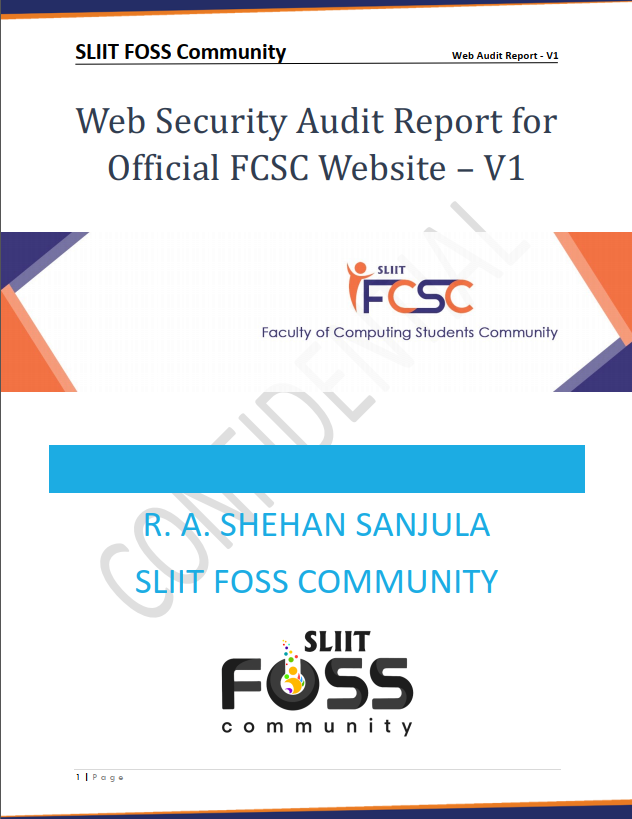 SLIIT FOSS Community
Web Audit Report - V1
Web Security Audit Report for
Official FCSC Website – V1
CONFIDENTIAL
SLIIT
FCSC
Faculty of Computing Students Community
R. A. SHEHAN SANJULA
SLIIT FOSS COMMUNITY
SLIIT
FOSS
community
1 | Page